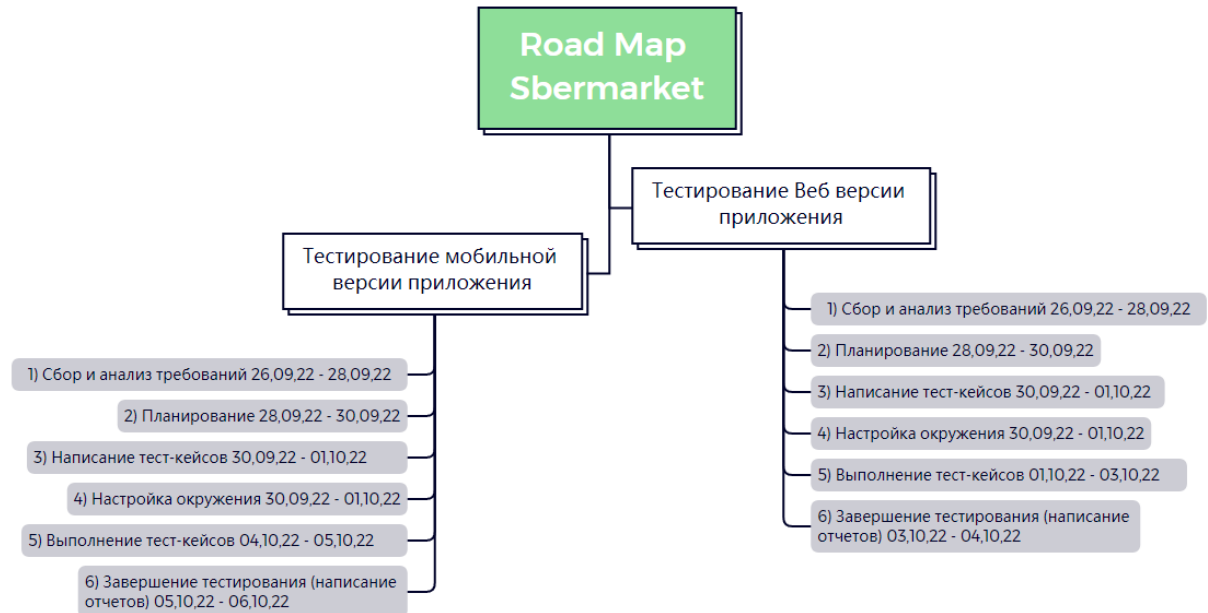 Road Map
Sbermarket
Тестирование Веб версии
приложения
Тестирование мобильной
версии приложения
1) Сбор и анализ требований 26,09,22 - 28,09,22
2) Планирование 28,09,22 - 30,09,22
3) Написание тест-кейсов 30,09,22 - 01,10,22
4) Настройка окружения 30,09,22 - 01,10,22
5) Выполнение тест-кейсов 01,10,22 - 03,10,22
6) Завершение тестирования (написание
отчетов) 03,10,22 - 04,10,22
1) Сбор и анализ требований 26,09,22 - 28,09,22
2) Планирование 28,09,22 - 30,09,22
3) Написание тест-кейсов 30,09,22 - 01,10,22
4) Настройка окружения 30,09,22 - 01,10,22
5) Выполнение тест-кейсов 04,10,22 - 05,10,22
6) Завершение тестирования (написание
отчетов) 05,10,22 - 06,10,22